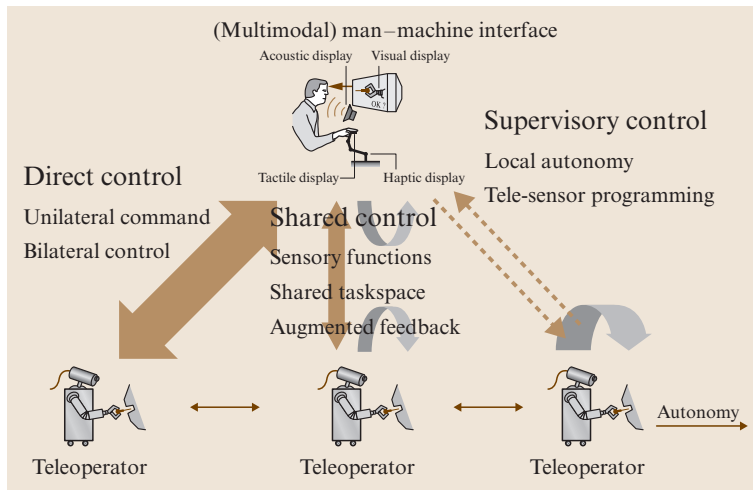 (Multimodal) man–machine interface
Acoustic display
Visual display
OK ?
Tactile display
Haptic display
Direct control
Unilateral command
Bilateral control
Shared control
Sensory functions
Shared taskspace
Augmented feedback
Supervisory control
Local autonomy
Tele-sensor programming
Teleoperator
Teleoperator
Teleoperator
Autonomy